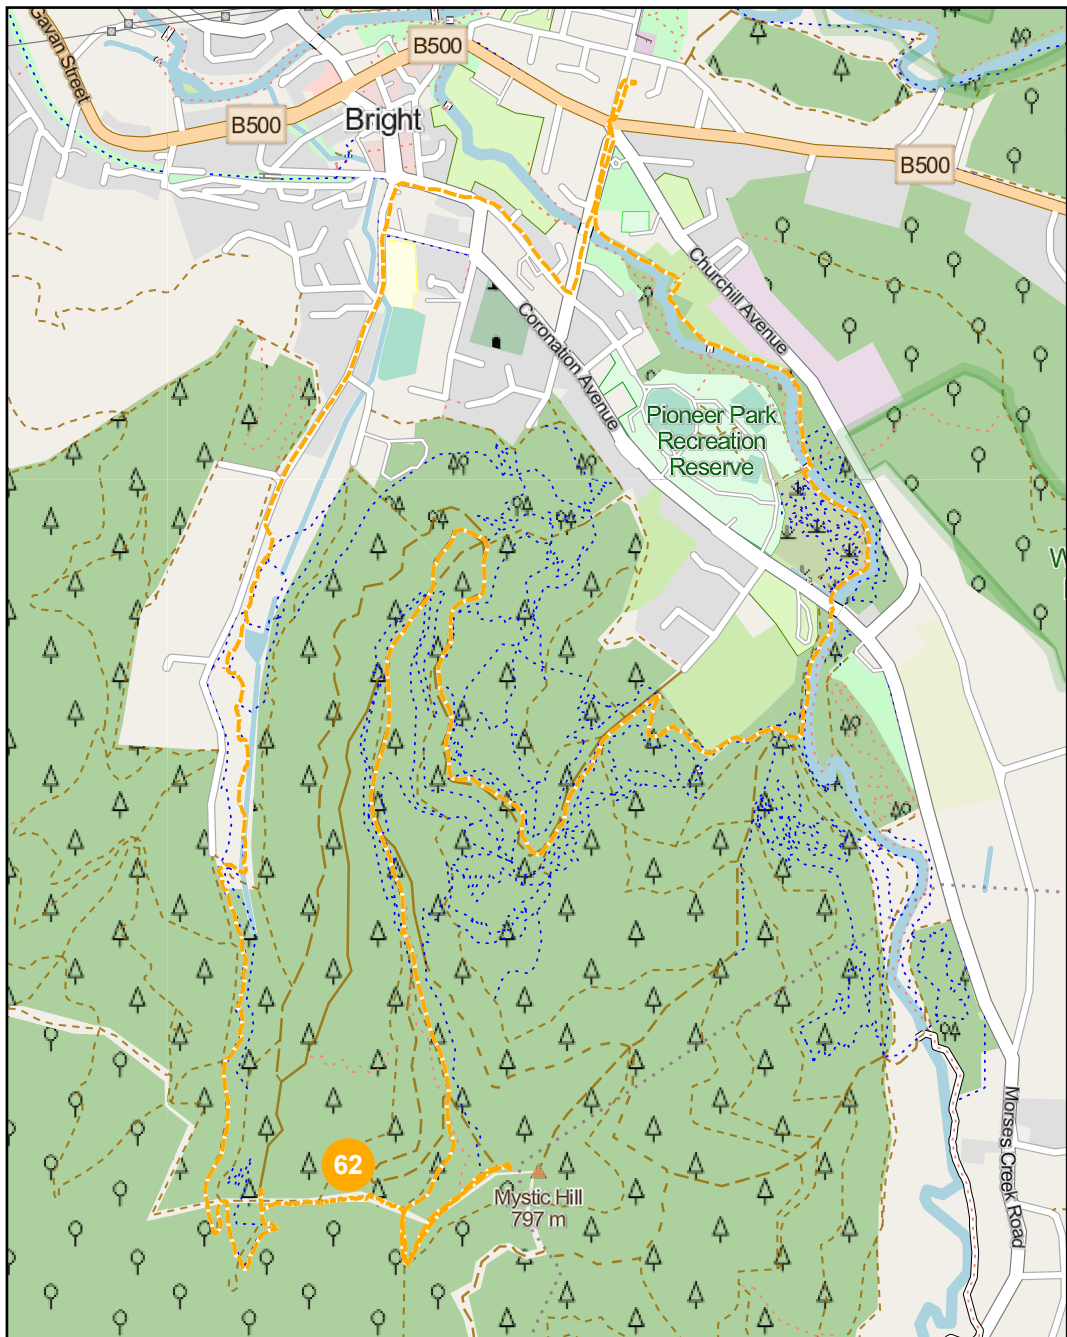 Gavan Street
B500
B500
Bright
B500
Churchill Avenue
Coronation Avenue
Pioneer Park
Recreation
Reserve
W
62
Mystic Hill
797 m
Morses Creek Road